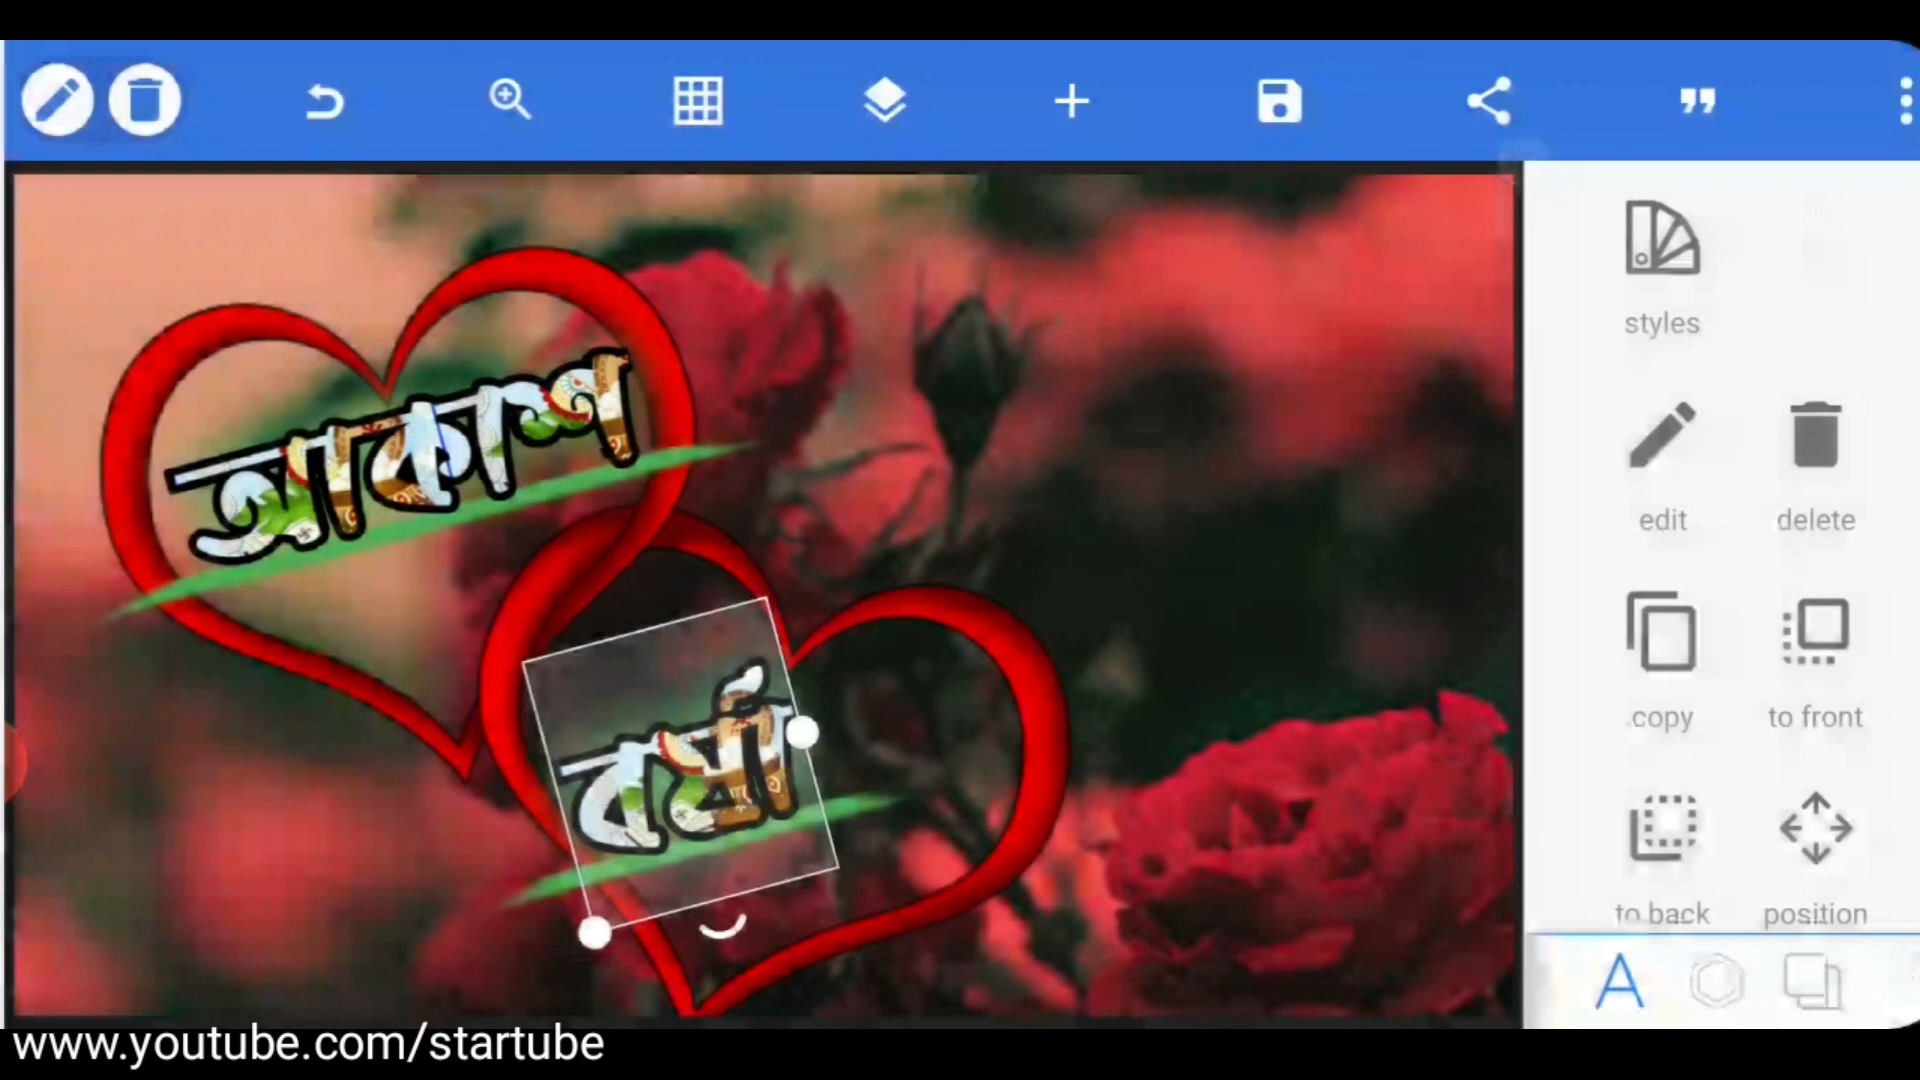 styles
আকাশ
edit
delete
copy
to front
বর্ষা
to back
position
A
www.youtube.com/startube